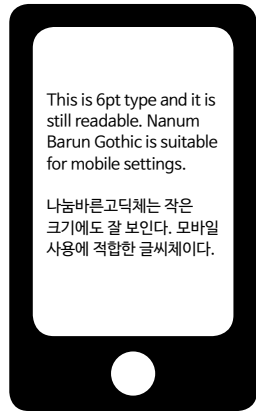 This is 6pt type and it is
still readable. Nanum
Barun Gothic is suitable
for mobile settings.
나눔바른고딕체는 작은
크기에도 잘 보인다. 모바일
사용에 적합한 글씨체이다.